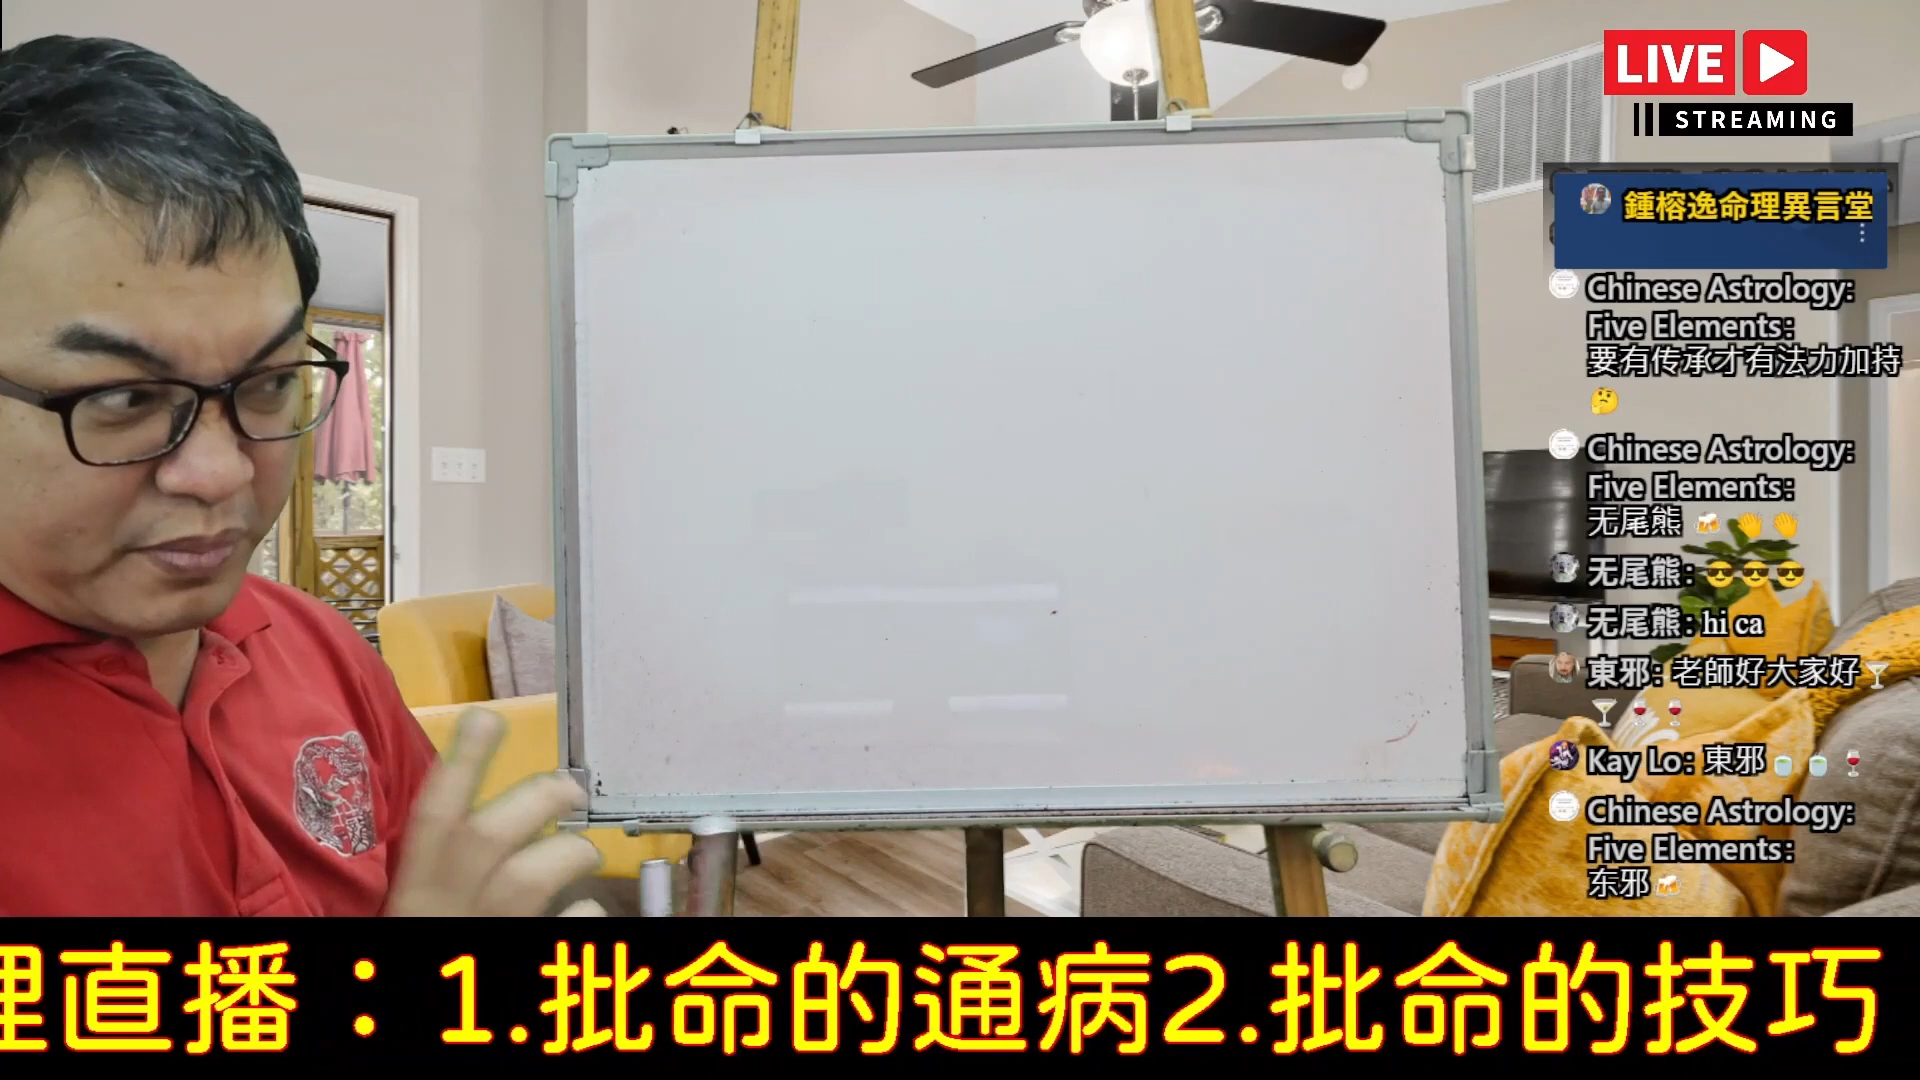 LIVE
STREAMING
鍾榕逸命理異言堂
Chinese Astrology:
Five Elements:
要有传承才有法力加持
🤔
Chinese Astrology:
Five Elements:
无尾熊 🍻👏👏
无尾熊: 😎😎😎
无尾熊: hi ca
東邪: 老師好大家好🍸
🍸🍷🍷
Kay Lo: 東邪🍵🍵🍷
Chinese Astrology:
Five Elements:
东邪🍻
理直播：1.批命的通病2.批命的技巧